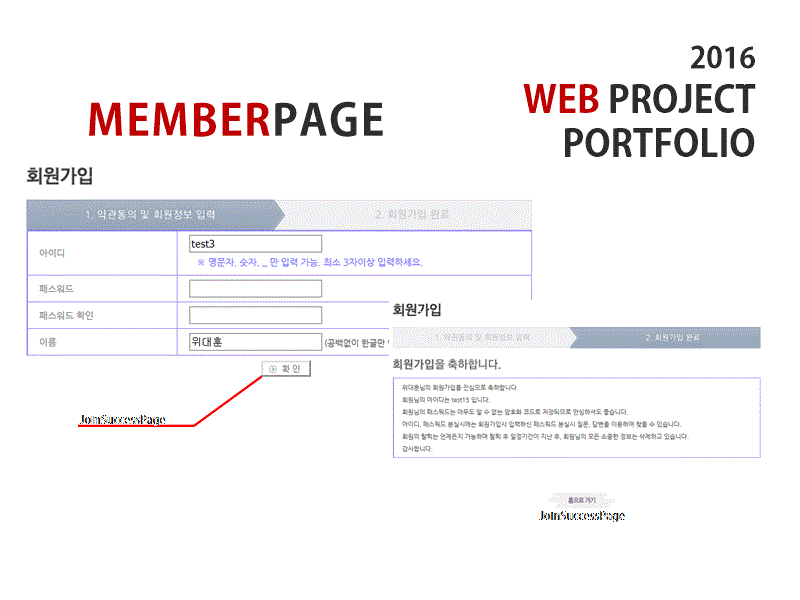 2016
WEB PROJECT
PORTFOLIO
MEMBERPAGE
회원가입
1. 약관동의 및 회원정보 입력
2. 회원가입 완료
아이디
test3
※ 영문자, 숫자, _ 만 입력 가능. 최소 3자이상 입력하세요.
패스워드
패스워드 확인
이름
위대훈
(공백없이 한글만
확 인
JoinSuccessPage
회원가입
1. 약관동의 및 회원정보 입력
2. 회원가입 완료
회원가입을 축하합니다.
위대훈님의 회원가입을 진심으로 축하합니다.
회원님의 아이디는 test15 입니다.
회원님의 패스워드는 아무도 알 수 없는 암호화 코드로 저장되므로 안심하셔도 좋습니다.
아이디, 패스워드 분실시에는 회원가입시 입력하신 패스워드 분실시 질문, 답변을 이용하여 찾을 수 있습니다.
회원의 탈퇴는 언제든지 가능하며 탈퇴 후 일정기간이 지난 후, 회원님의 모든 소중한 정보는 삭제하고 있습니다.
감사합니다.
홈으로 가기
JoinSuccessPage